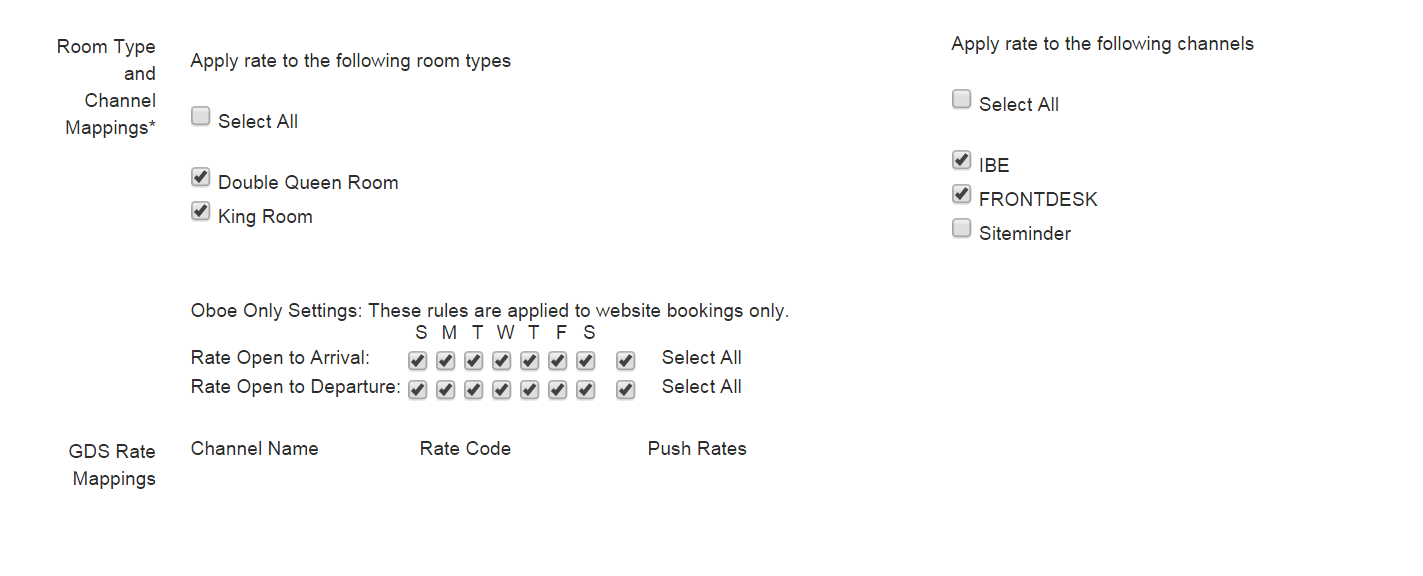 Room Type
and
Channel
Mappings*
Apply rate to the following room types
Select All
Double Queen Room
King Room
Apply rate to the following channels
Select All
IBE
FRONTDESK
Siteminder
Oboe Only Settings: These rules are applied to website bookings only.
S M T W T F S
Rate Open to Arrival: Select All
Rate Open to Departure: Select All
GDS Rate
Mappings
Channel Name Rate Code Push Rates